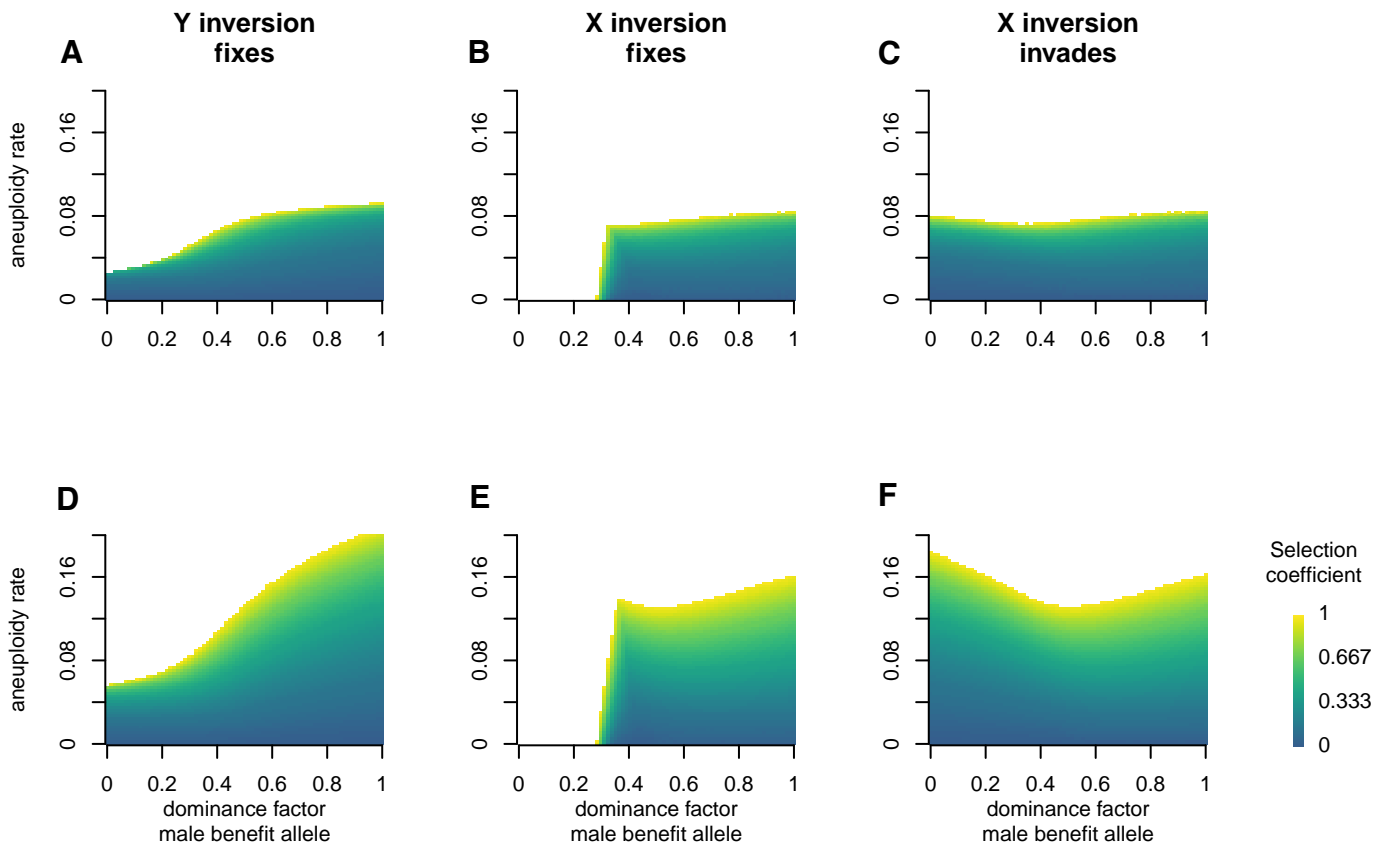 Y inversion
fixes
X inversion
fixes
X inversion
invades
A
B
C
aneuploidy rate
0.16
0.08
0
0 0.2 0.4 0.6 0.8 1
0.16
0.08
0
0 0.2 0.4 0.6 0.8 1
0.16
0.08
0
0 0.2 0.4 0.6 0.8 1
D
E
F
aneuploidy rate
0.16
0.08
0
0 0.2 0.4 0.6 0.8 1
dominance factor
male benefit allele
0.16
0.08
0
0 0.2 0.4 0.6 0.8 1
dominance factor
male benefit allele
0.16
0.08
0
0 0.2 0.4 0.6 0.8 1
dominance factor
male benefit allele
Selection
coefficient
1
0.667
0.333
0